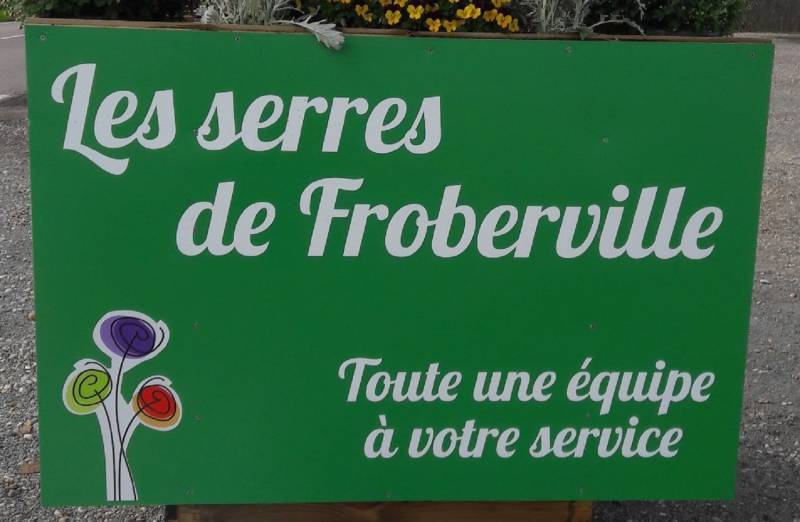 Les serres
de Froberville
Toute une équipe
à votre service